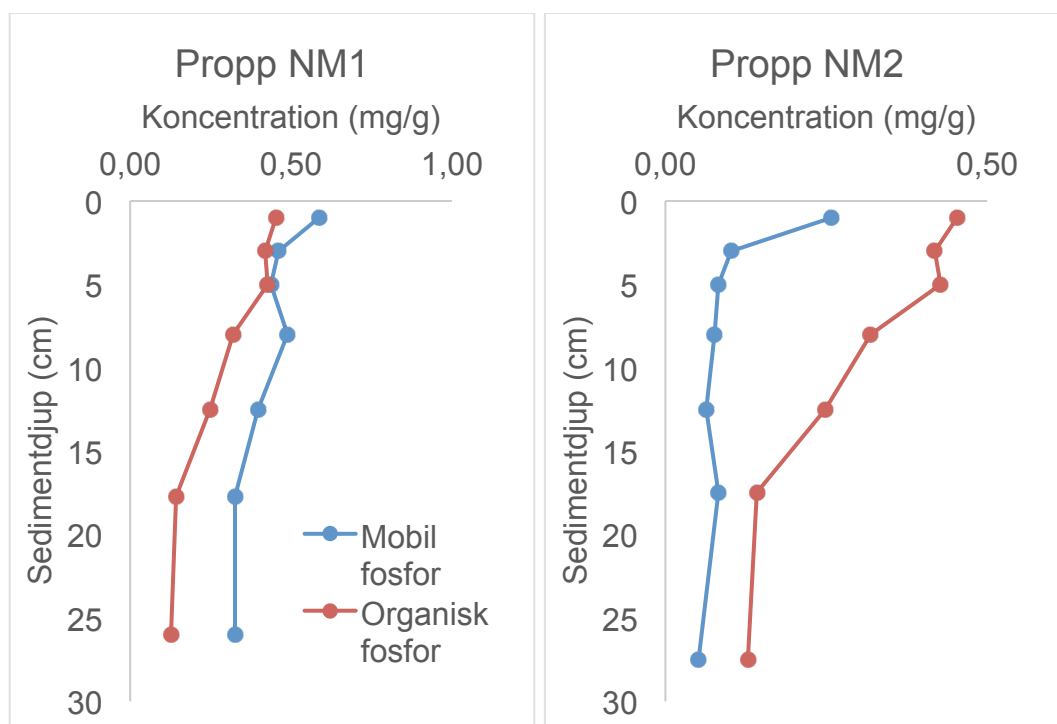 Propp NM1
Koncentration (mg/g)
0,00 0,50 1,00
0
5
10
15
20
25
30
Sedimentdjup (cm)
Mobil
fosfor
Organisk
fosfor
Propp NM2
Koncentration (mg/g)
0,00 0,50
0
5
10
15
20
25
30
Sedimentdjup (cm)